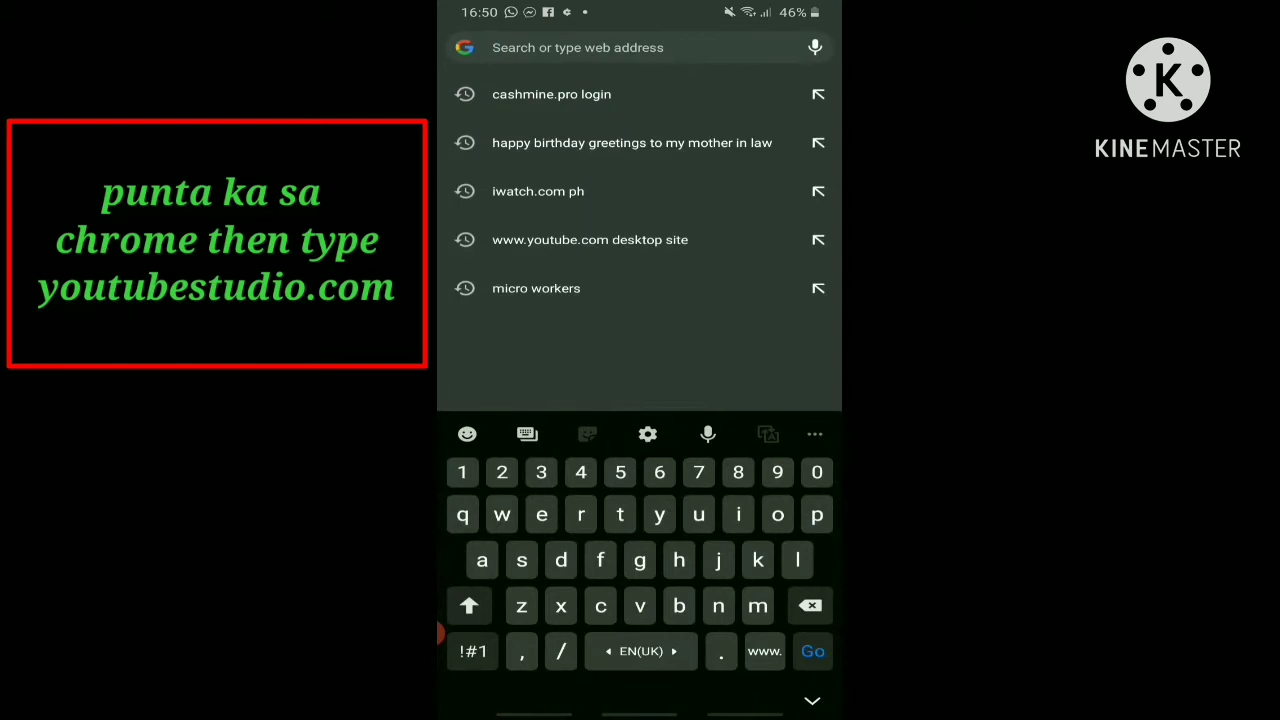 16:50
46%
Search or type web address
cashmine.pro login
happy birthday greetings to my mother in law
iwatch.com ph
www.youtube.com desktop site
micro workers
punta ka sa
chrome then type
youtubestudio.com
K
KINEMASTER
1 2 3 4 5 6 7 8 9 0
q w e r t y u i o p
a s d f g h j k l
z x c v b n m
!#1 , / EN(UK) . www. Go